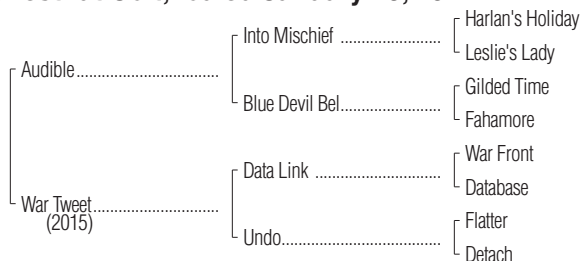 Harlan's Holiday
Into Mischief
Leslie's Lady
Audible
Gilded Time
Blue Devil Bel
Fahamore
War Front
Data Link
Database
War Tweet
(2015)
Flatter
Undo
Detach